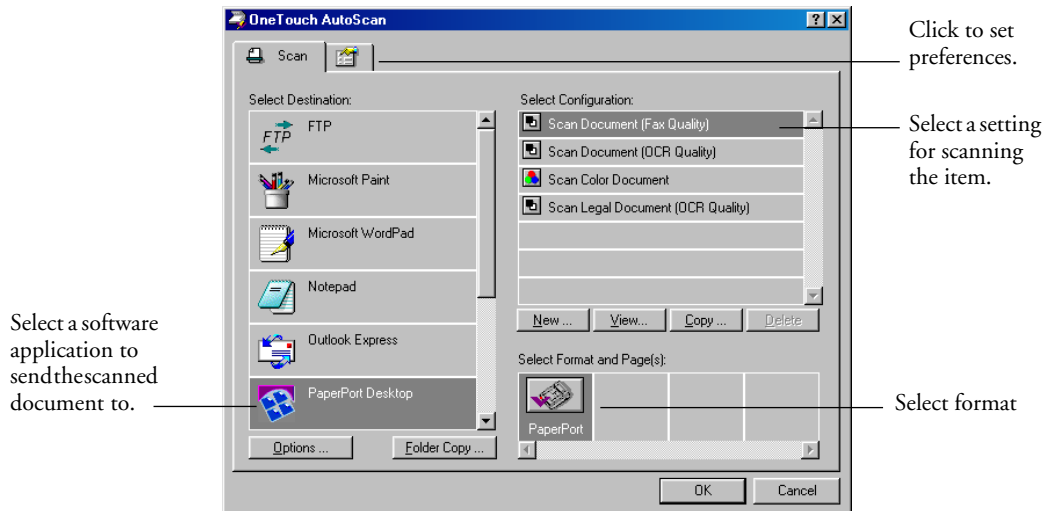 OneTouch AutoScan
Scan
Click to set
preferences.
Select Destination:
FTP
FTP
Microsoft Paint
Microsoft WordPad
Notepad
Outlook Express
PaperPort Desktop
Options ...
Folder Copy ...
Select Configuration:
Scan Document (Fax Quality)
Scan Document (OCR Quality)
Scan Color Document
Scan Legal Document (OCR Quality)
New ...
View...
Copy ...
Delete
Select a setting
for scanning
the item.
Select a software
application to
send the scanned
document to.
Select Format and Page(s):
PaperPort
Select format
OK
Cancel